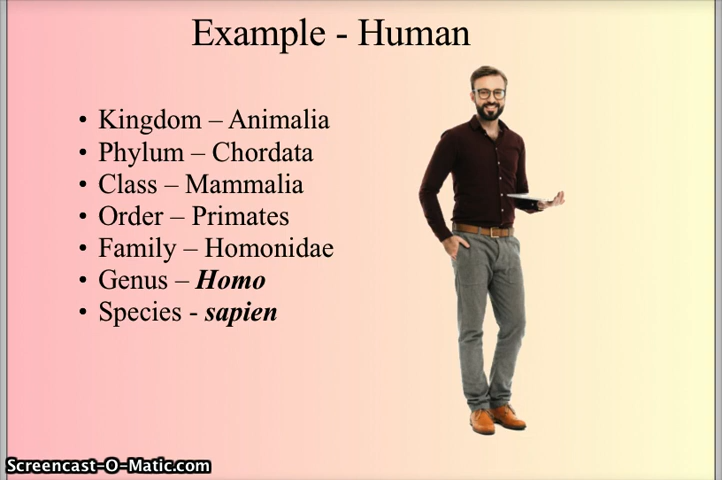 Example - Human
• Kingdom – Animalia
• Phylum – Chordata
• Class – Mammalia
• Order – Primates
• Family – Homonidae
• Genus – Homo
• Species - sapien
Screencast-O-Matic.com